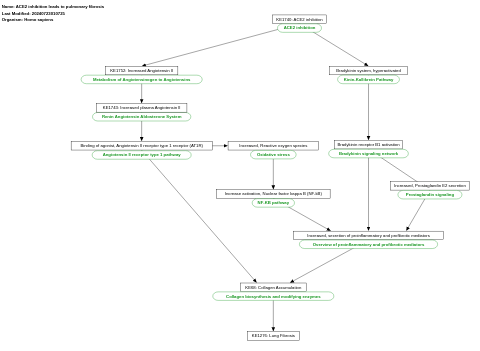 Name: ACE2 inhibition leads to pulmonary fibrosis
Last Modified: 20240723010725
Organism: Homo sapiens
KE1740: ACE2 inhibition
ACE2 inhibition
KE1752: Increased Angiotensin II
Metabolism of Angiotensinogen to Angiotensins
Bradykinin system, hyperactivated
Kinin-Kallikrein Pathway
KE1743: Increased plasma Angiotensin II
Renin Angiotensin Aldosterone System
Binding of agonist, Angiotensin II receptor type 1 receptor (AT1R)
Angiotensin II receptor type 1 pathway
Increased, Reactive oxygen species
Oxidative stress
Bradykinin receptor B1 activation
Bradykinin signaling network
Increase activation, Nuclear factor kappa B (NF-kB)
NF-KB pathway
Increased, Prostaglandin E2 secretion
Prostaglandin signaling
Increased, secretion of proinflammatory and profibrotic mediators
Overview of proinflammatory and profibrotic mediators
KE68: Collagen Accumulation
Collagen biosynthesis and modifying enzymes
KE1276: Lung Fibrosis